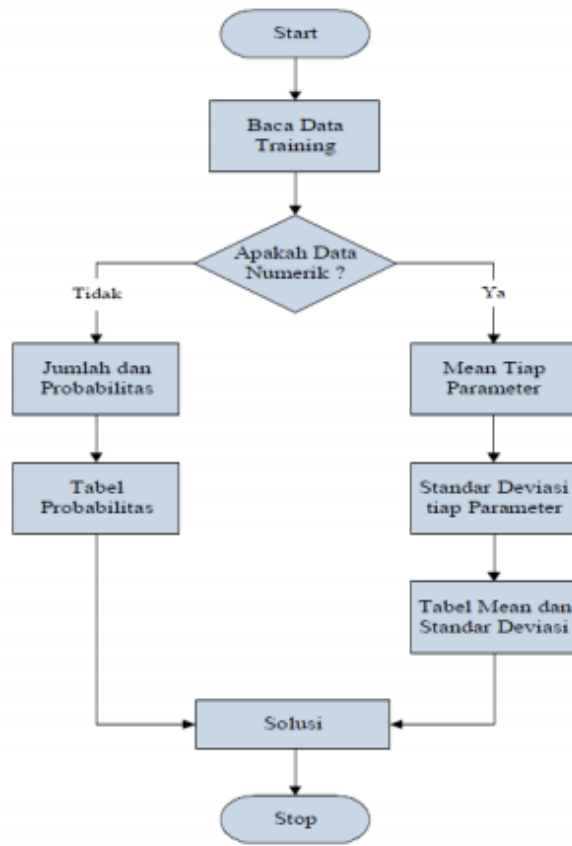 Start
Baca Data
Training
Apakah Data
Numerik ?
Tidak
Ya
Jumlah dan
Probabilitas
Mean Tiap
Parameter
Tabel
Probabilitas
Standar Deviasi
tiap Parameter
Tabel Mean dan
Standar Deviasi
Solusi
Stop